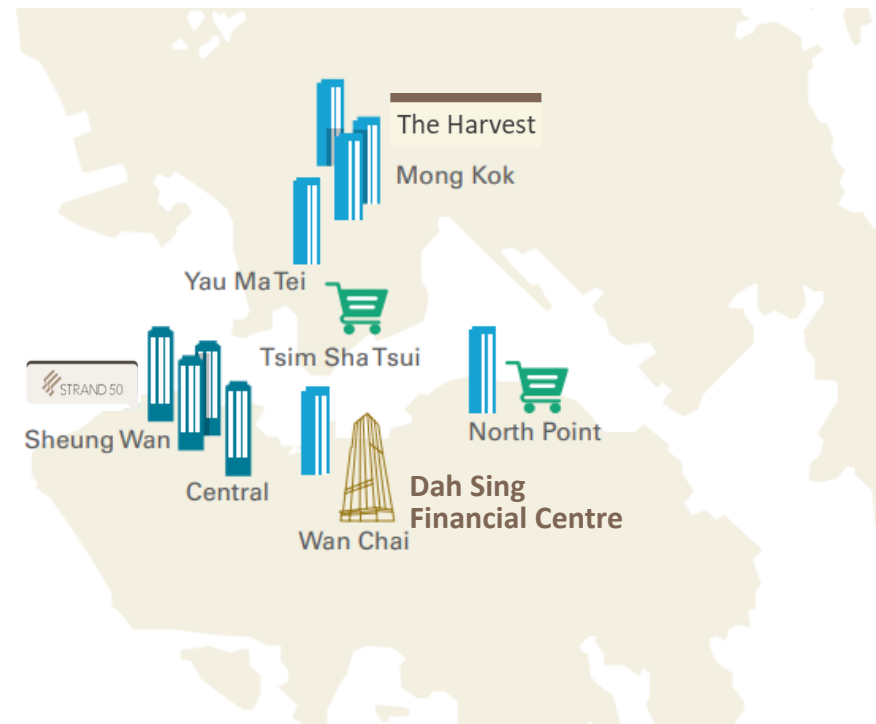 The Harvest
Mong Kok
Yau Ma Tei
Tsim Sha Tsui
STRAND 50
Sheung Wan
North Point
Central
Dah Sing
Financial Centre
Wan Chai